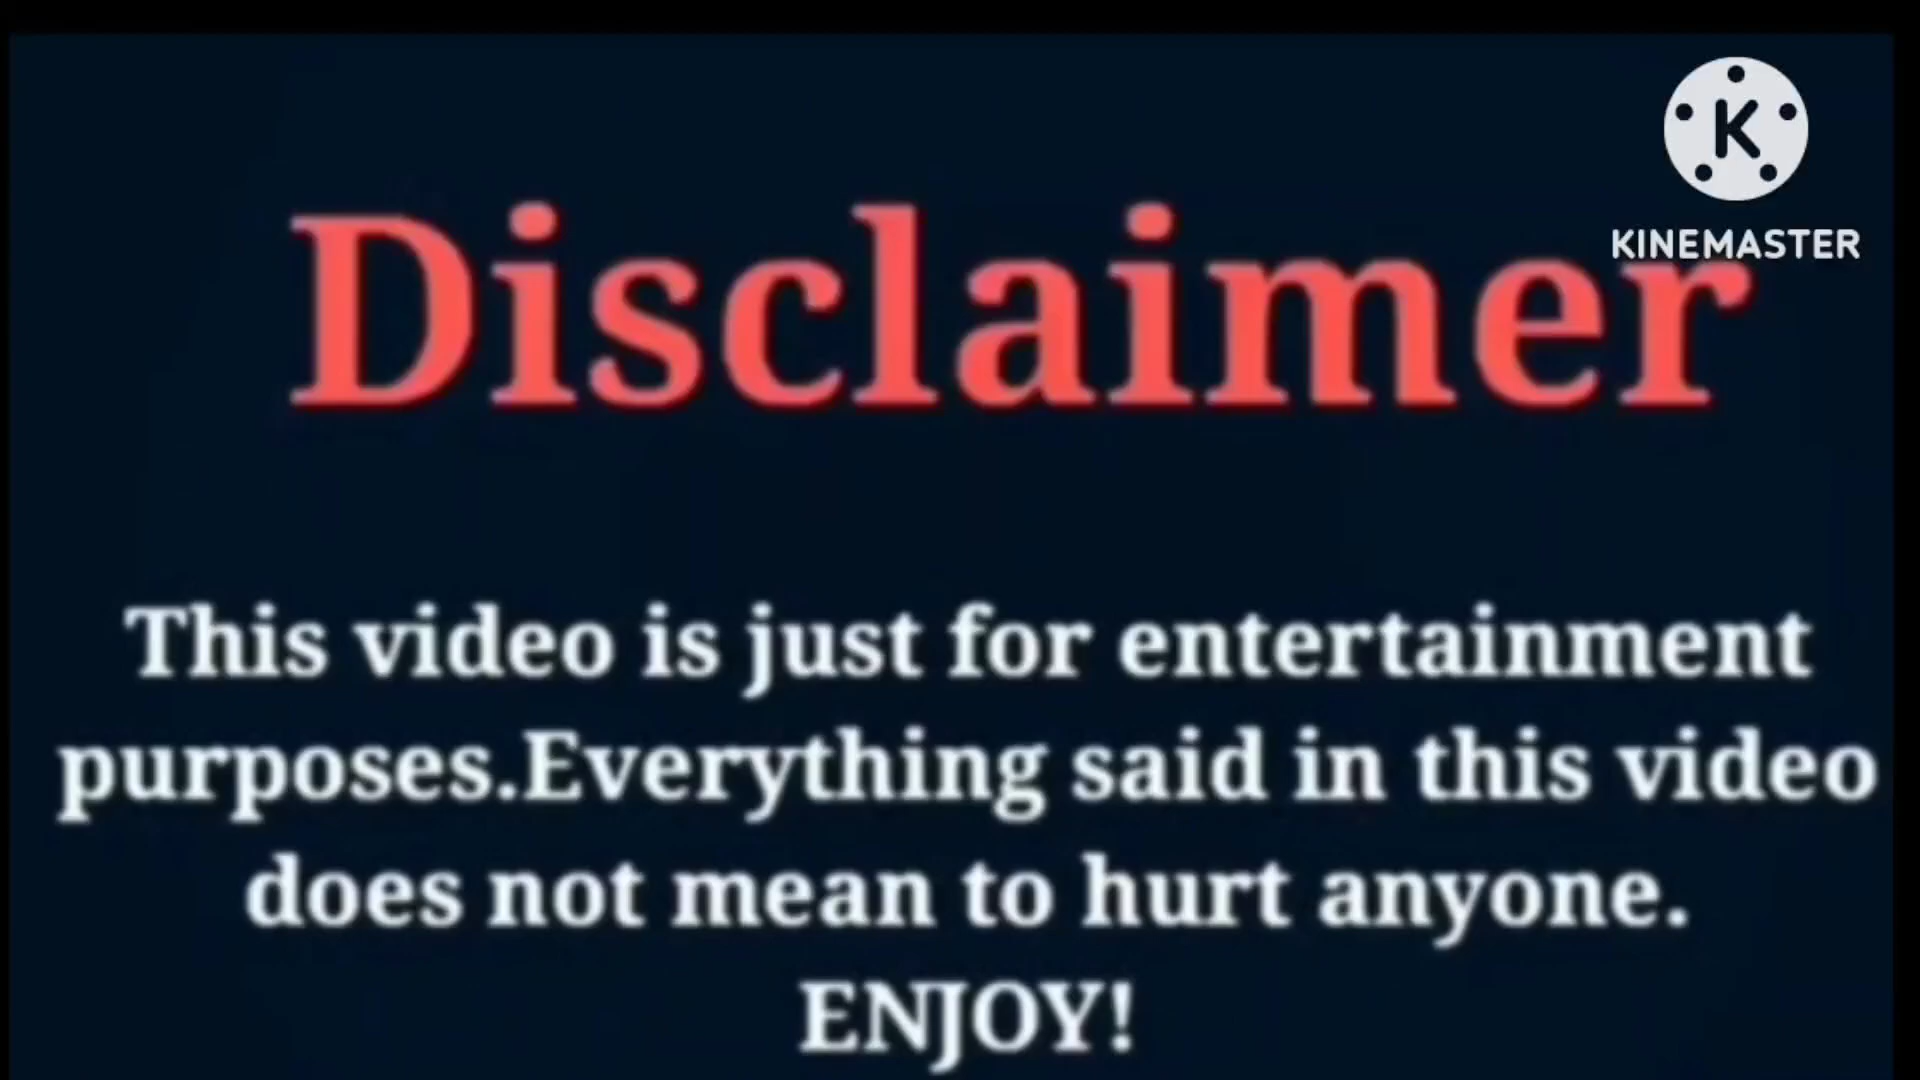 K
KINEMASTER
Disclaimer
This video is just for entertainment
purposes.Everything said in this video
does not mean to hurt anyone.
ENJOY!